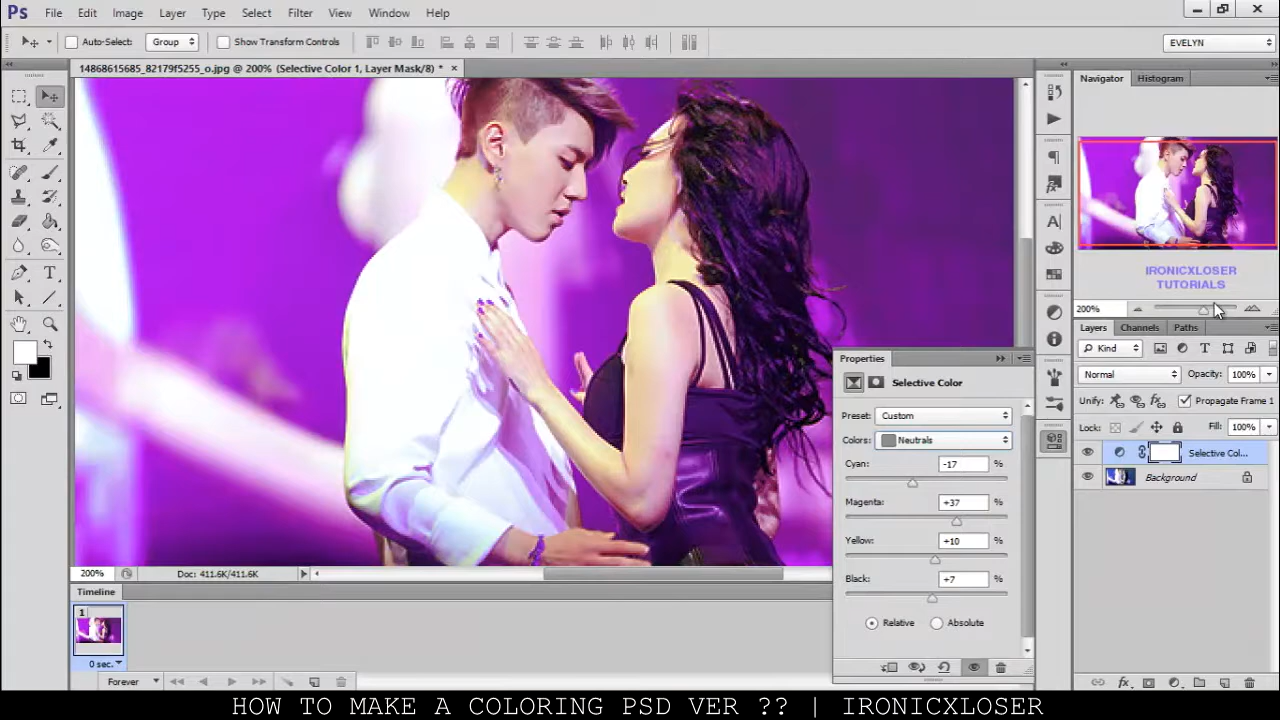 Ps File Edit Image Layer Type Select Filter View Window Help
Auto-Select: Group Show Transform Controls EVELYN
14868615685_82179f5255_o.jpg @ 200% (Selective Color 1, Layer Mask/8) * ×
Navigator Histogram
IRONICXLOSER
TUTORIALS
200%
Layers Channels Paths
Kind
Normal Opacity: 100%
Unify: Propagate Frame 1
Lock: Fill: 100%
Selective Col...
Background
Properties
Selective Color
Preset: Custom
Colors: Neutrals
Cyan: -17 %
Magenta: +37 %
Yellow: +10 %
Black: +7 %
Relative Absolute
200% Doc: 411.6K/411.6K
Timeline
1
0 sec.
Forever
HOW TO MAKE A COLORING PSD VER ?? | IRONICXLOSER